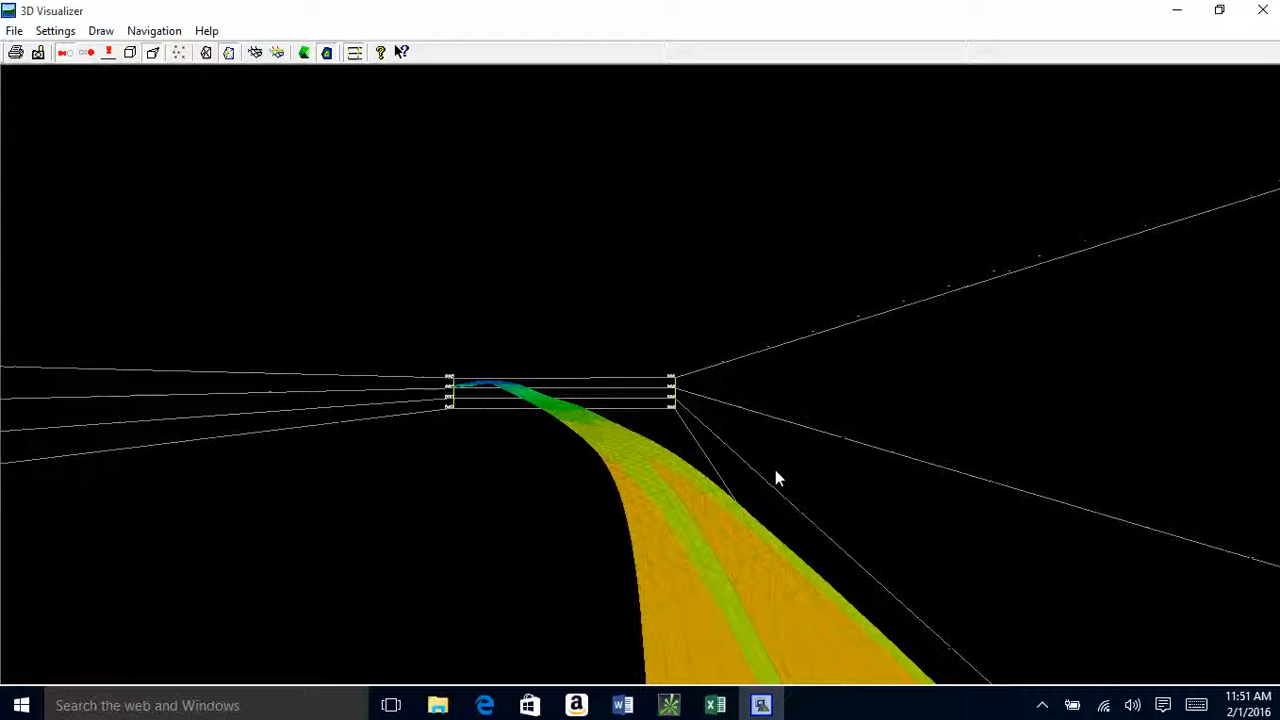 3D Visualizer
File Settings Draw Navigation Help
Search the web and Windows
11:51 AM
2/1/2016